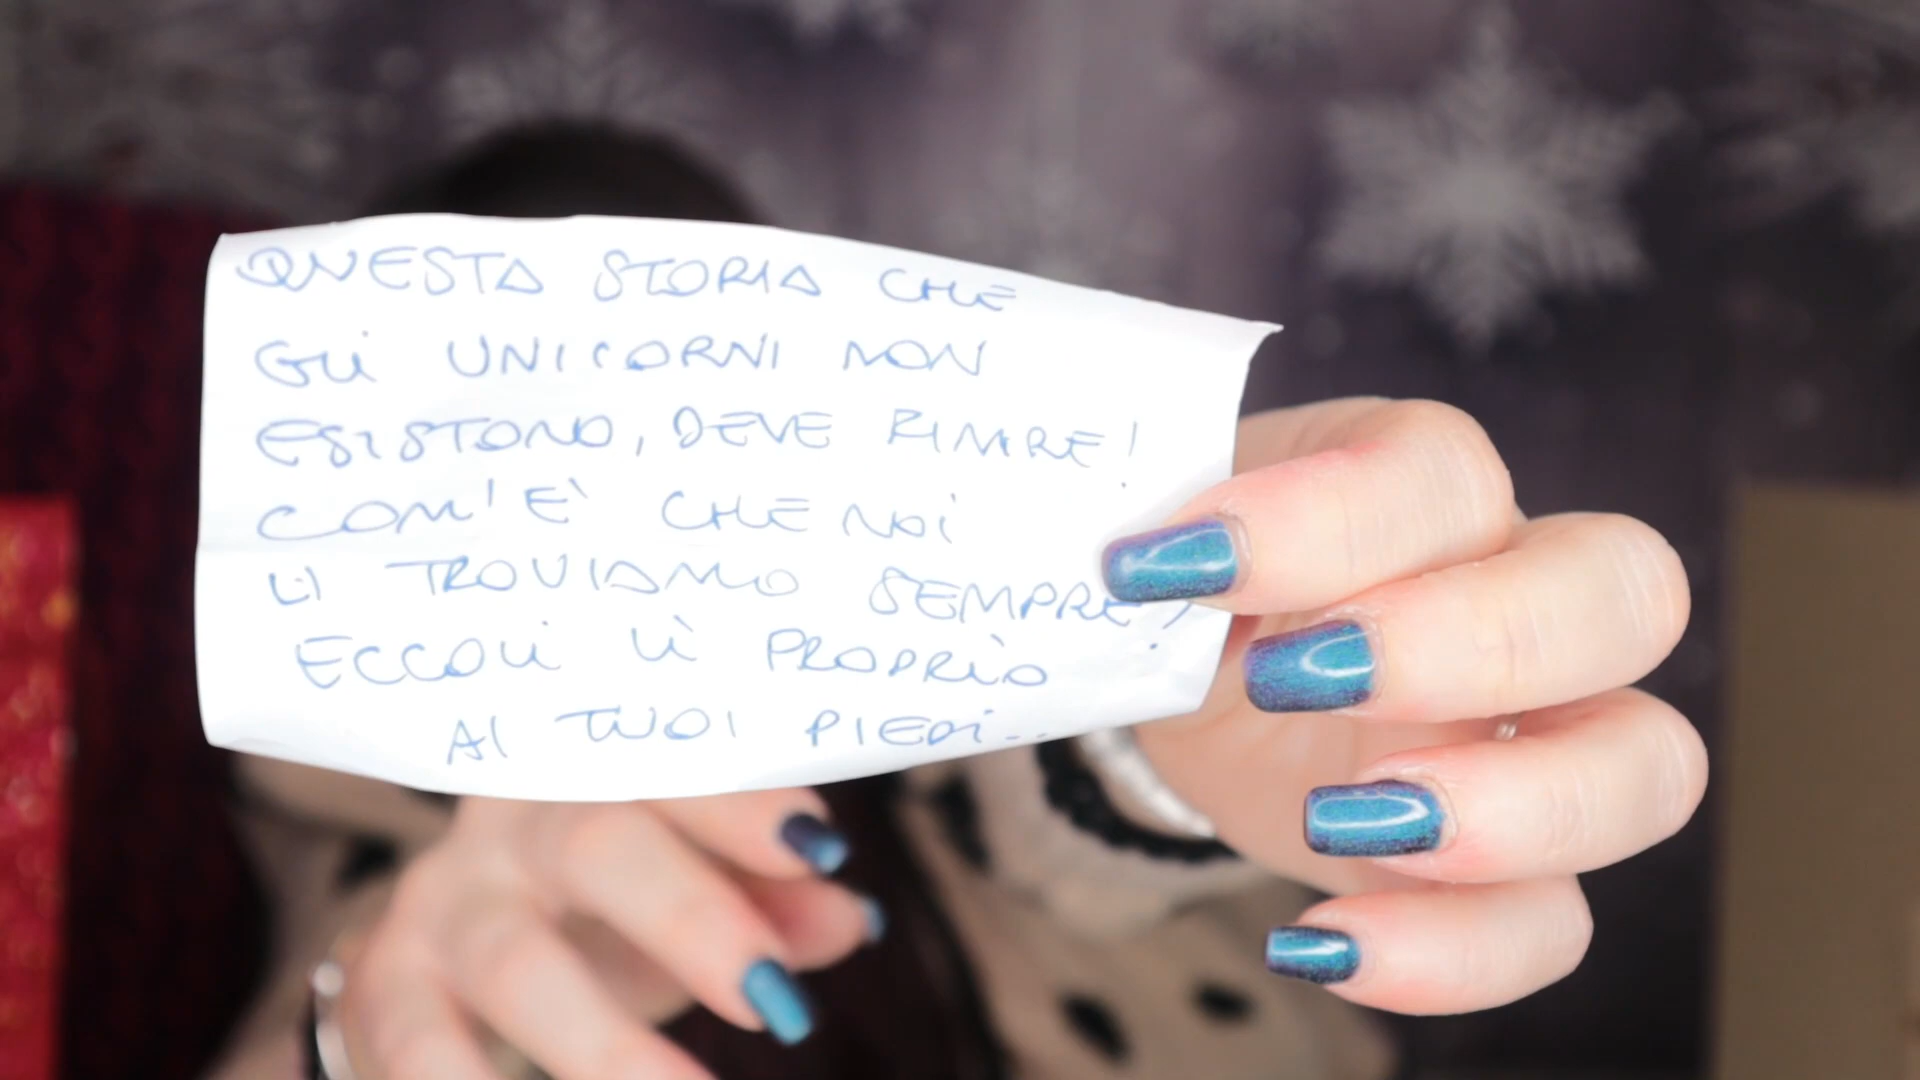 QUESTA STORIA CHE
GLI UNICORNI NON
ESISTONO, DEVE FINIRE!
COM'È CHE NOI
LI TROVIAMO SEMPRE?
ECCOLI LÌ PROPRIO
AI TUOI PIEDI...